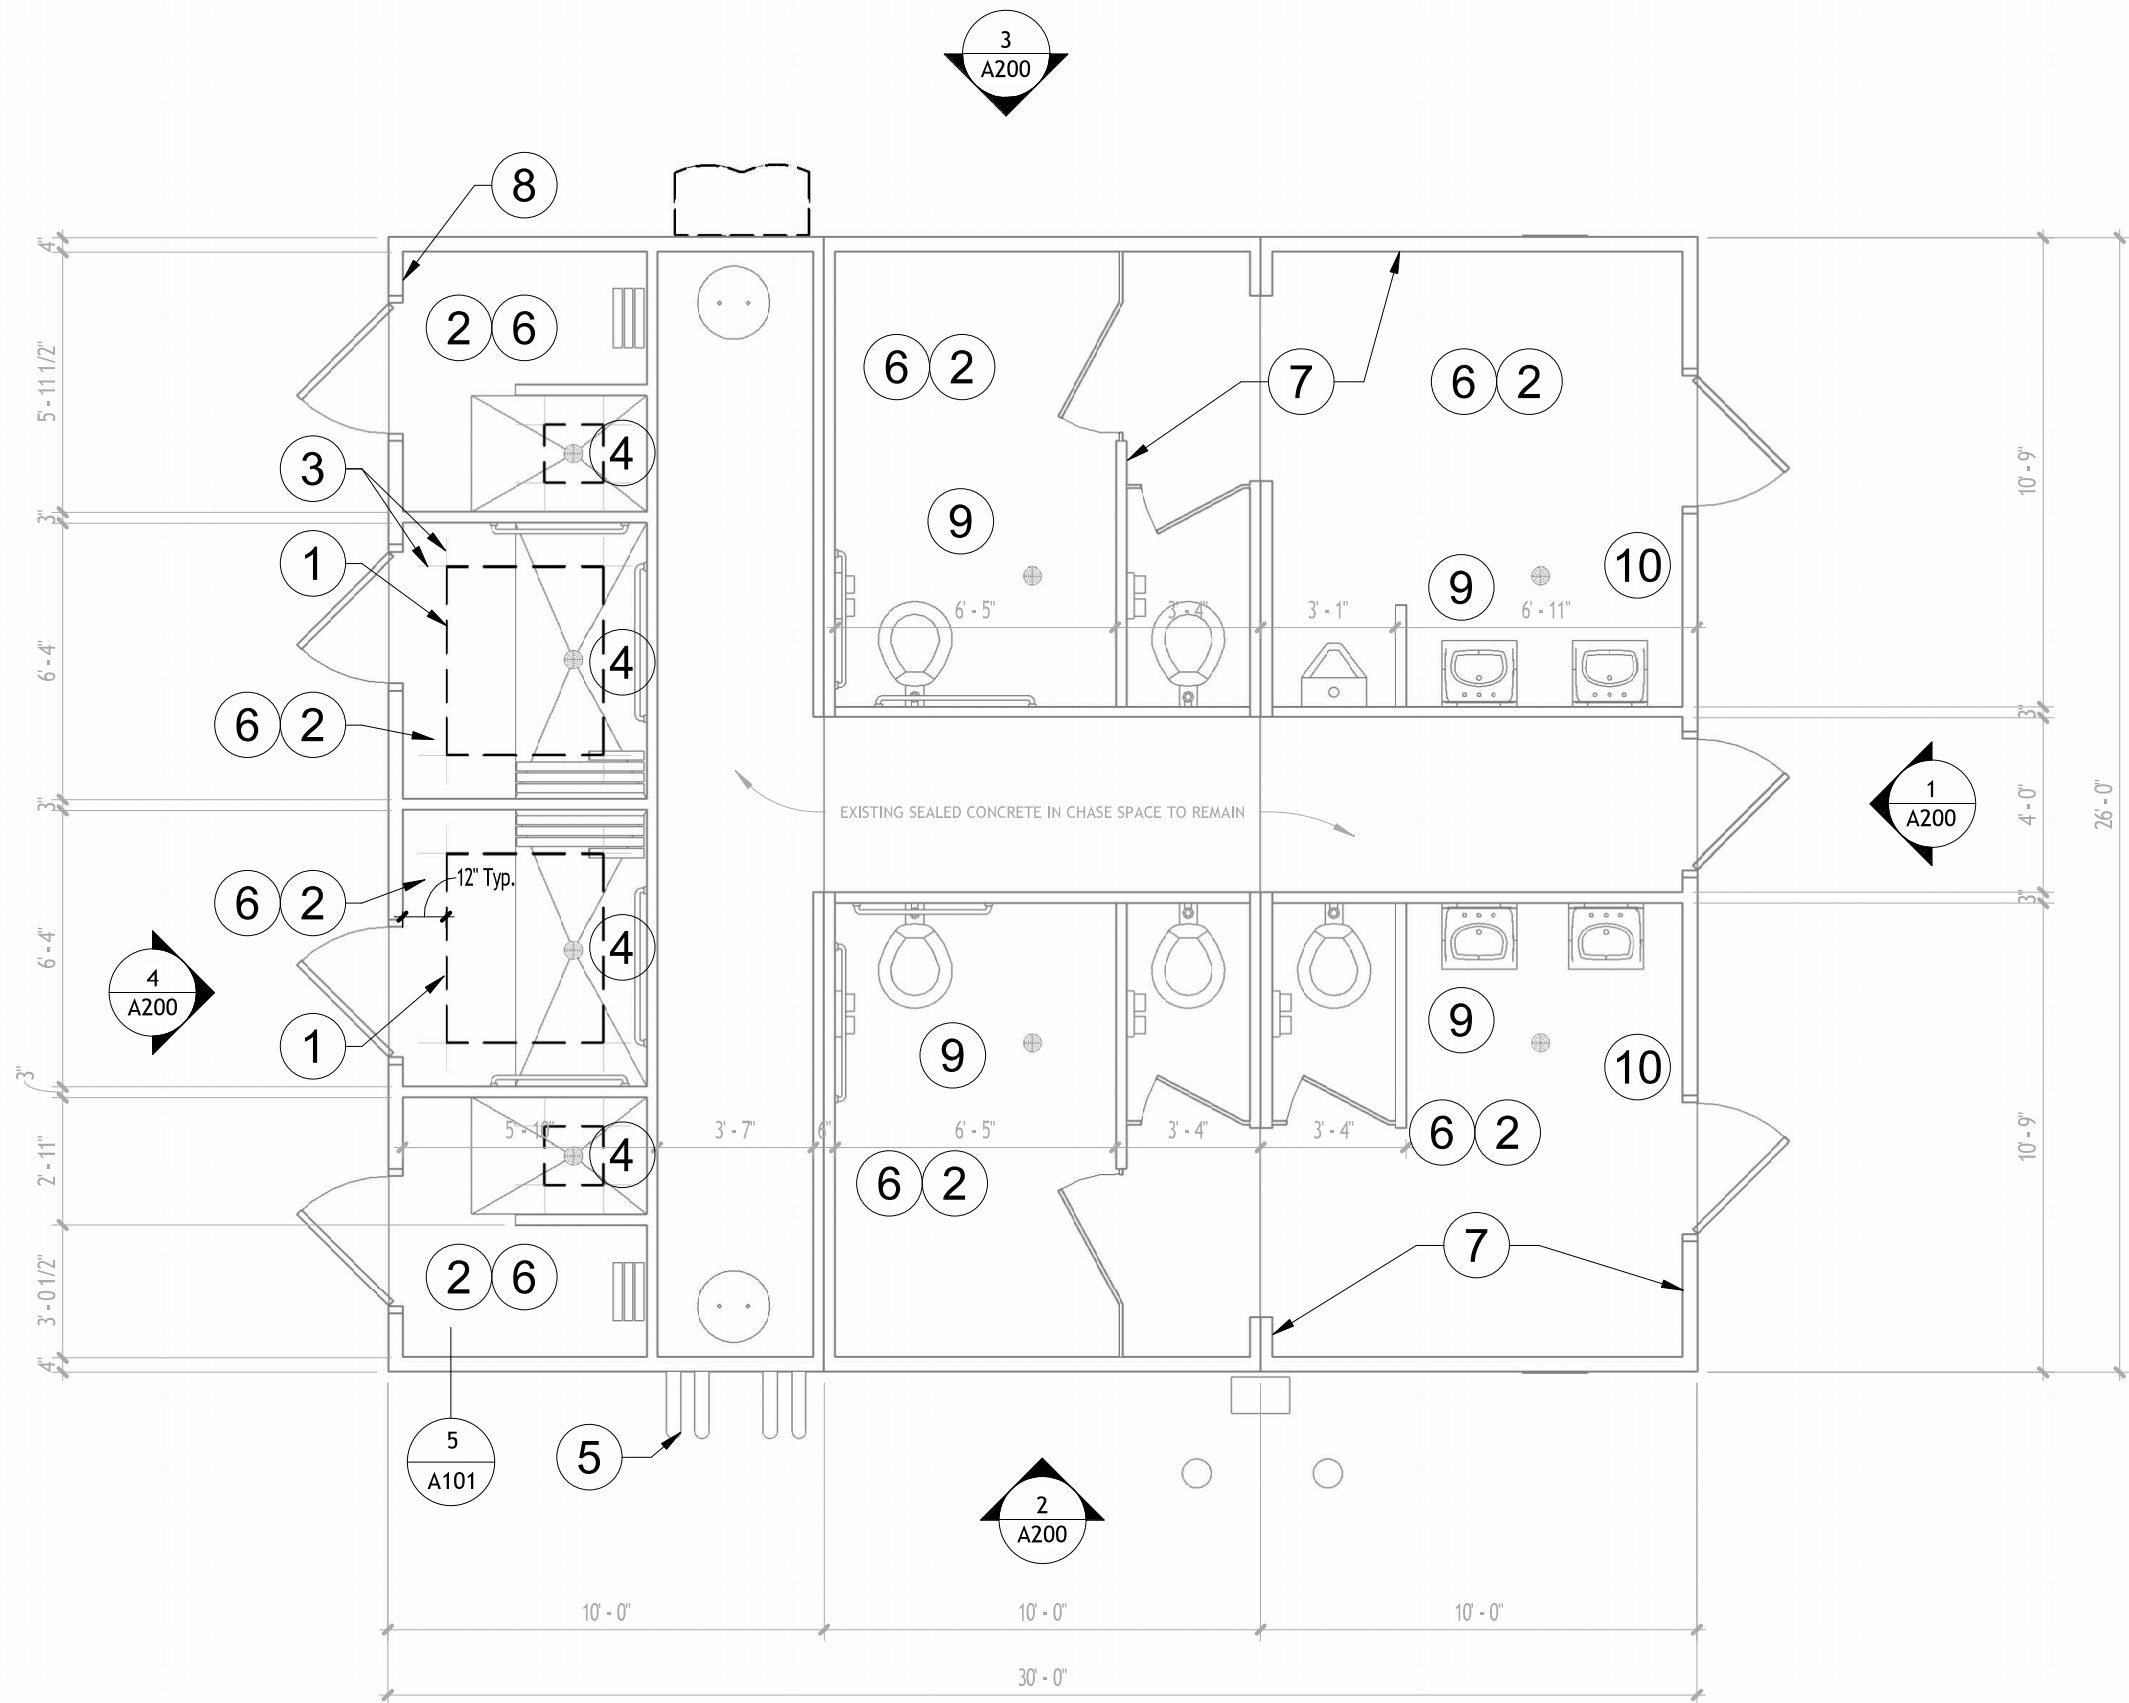 3
A200
8
4"
2 6
6 2
7
6 2
5' - 11 1/2"
4
3
10' - 9"
3"
9
1
10
9
6' - 5"
3' - 4"
3' - 1"
6' - 11"
6' - 4"
4
6 2
3"
1
A200
3"
EXISTING SEALED CONCRETE IN CHASE SPACE TO REMAIN
4' - 0"
26' - 0"
12" Typ.
6 2
3"
6' - 4"
4
4
A200
9
9
1
10
3"
5' - 10"
3' - 7"
6"
6' - 5"
3' - 4"
3' - 4"
6 2
10' - 9"
2' - 11"
4
6 2
7
2 6
3' - 0 1/2"
4"
5
A101
5
2
A200
10' - 0"
10' - 0"
10' - 0"
30' - 0"